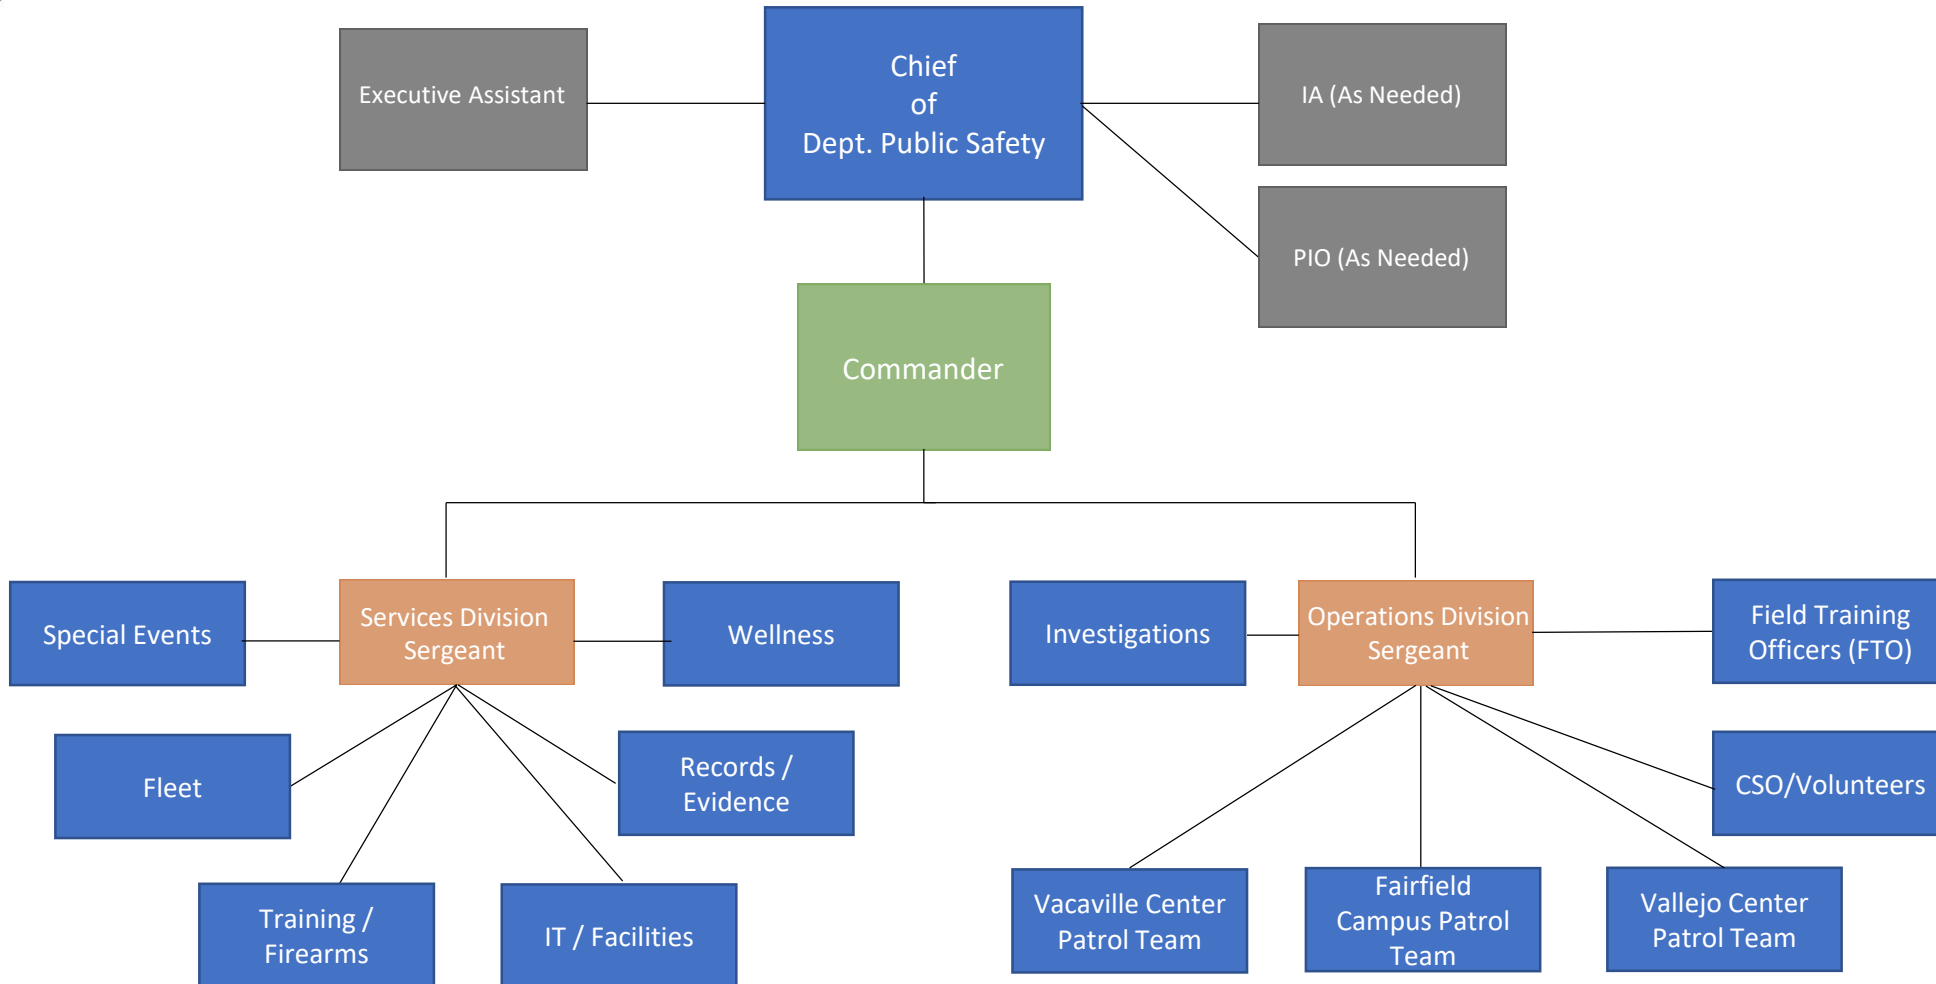 Executive Assistant
Chief
of
Dept. Public Safety
IA (As Needed)
PIO (As Needed)
Commander
Special Events
Services Division
Sergeant
Wellness
Investigations
Operations Division
Sergeant
Field Training
Officers (FTO)
Fleet
Records /
Evidence
CSO/Volunteers
Training /
Firearms
IT / Facilities
Vacaville Center
Patrol Team
Fairfield
Campus Patrol
Team
Vallejo Center
Patrol Team